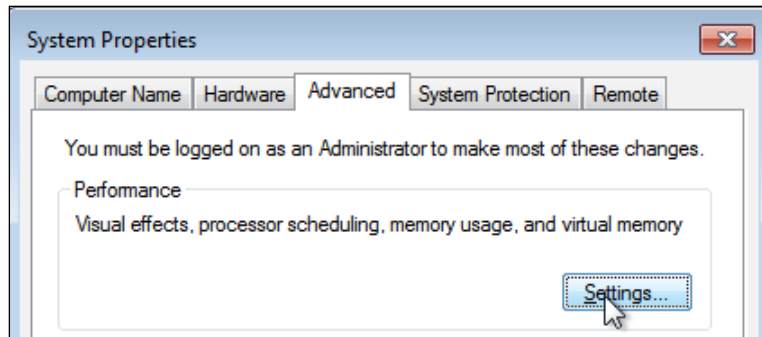 System Properties
Computer Name Hardware Advanced System Protection Remote
You must be logged on as an Administrator to make most of these changes.
Performance
Visual effects, processor scheduling, memory usage, and virtual memory
Settings...